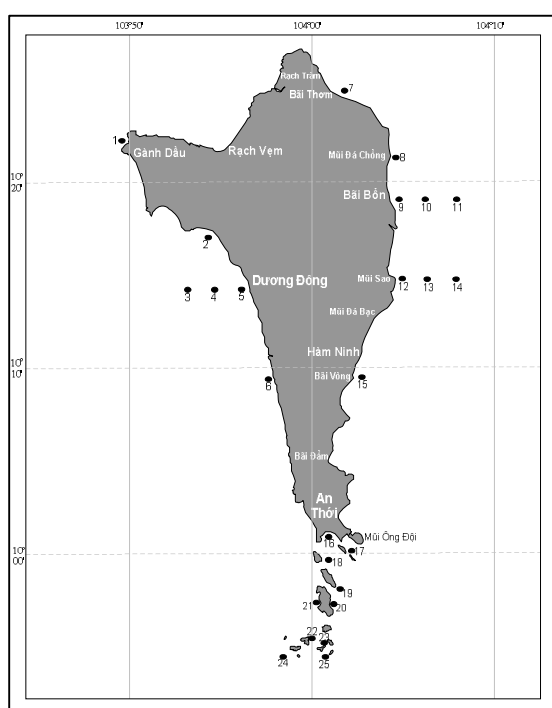 103°50' 104°00' 104°10'
Rạch Tràm
Bãi Thơm 7
1
Gành Dầu Rạch Vẹm Mũi Đá Chồng 8
20'
Bãi Bổn
9 10 11
2
Dương Đông Mũi Sao 12 13 14
3 4 5
Mũi Đá Bạc
Hàm Ninh
10°
10'
Bãi Vòng
6 15
Bãi Đầm
An
Thới
Mũi Ông Đội
16 17
10°
00'
18
19
21 20
22
23
24 25